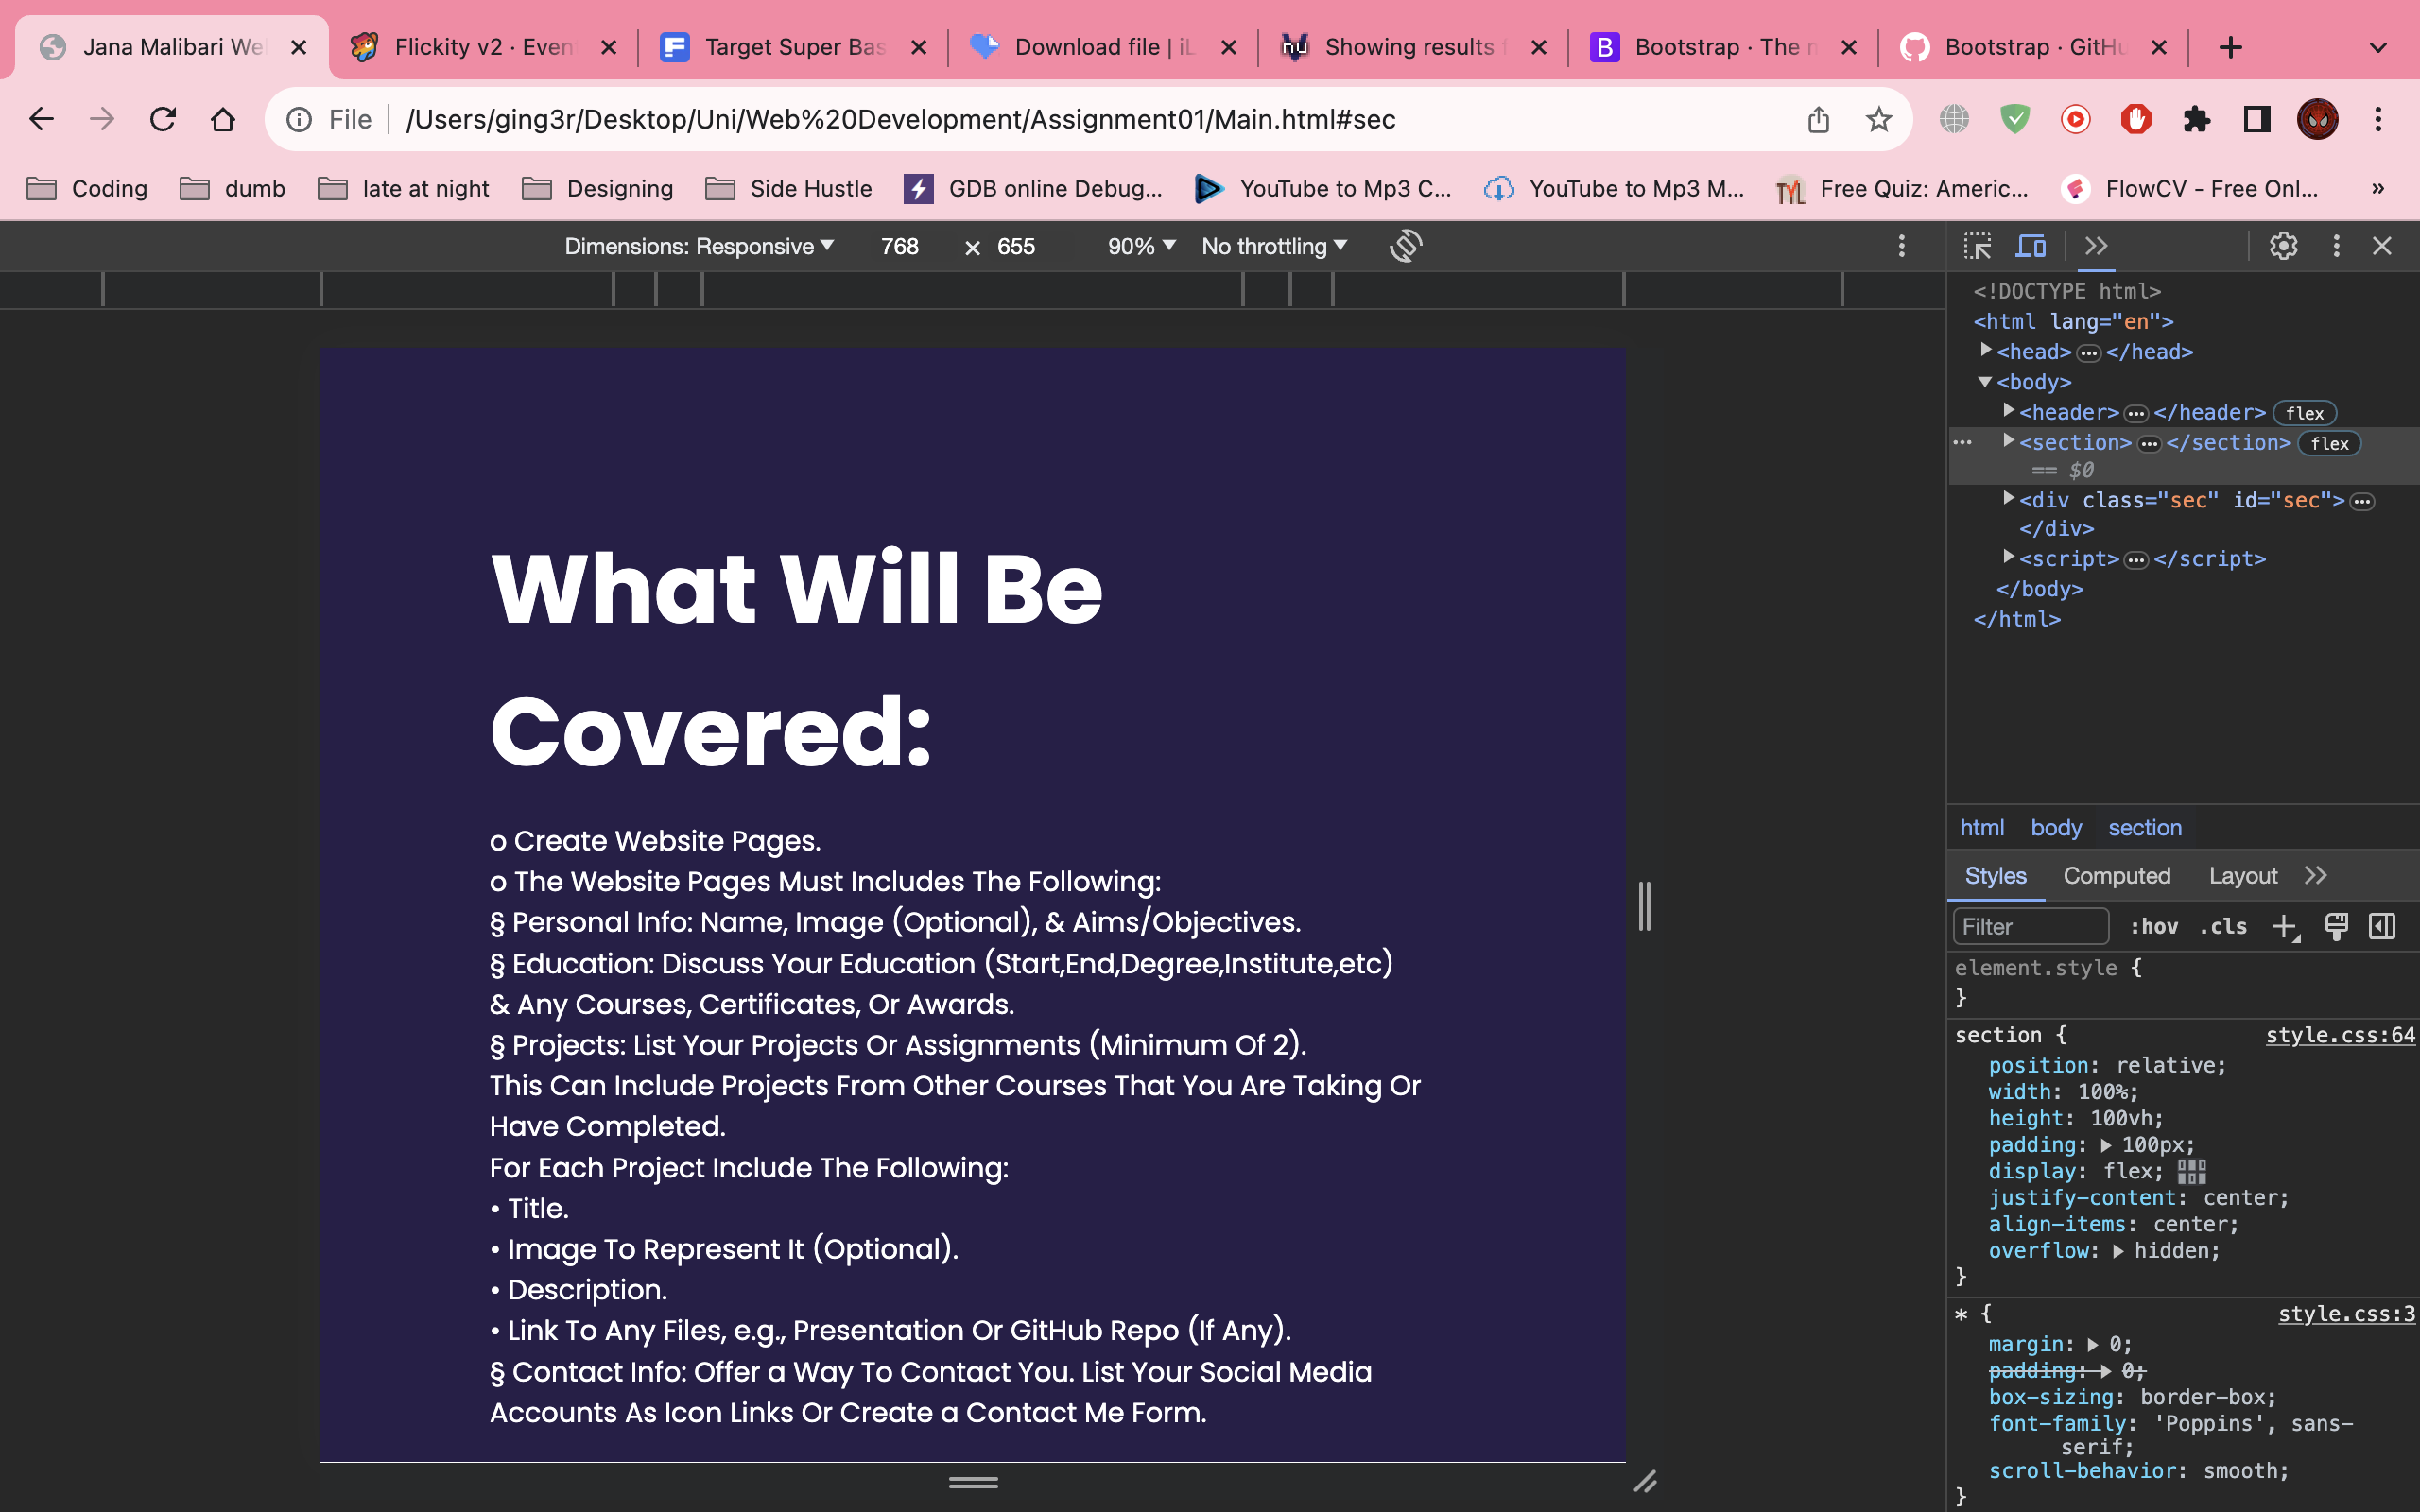 Jana Malibari We
Flickity v2 · Even
Target Super Bas
Download file | iL
Showing results f
Bootstrap · The m
Bootstrap · GitHu
File
/Users/ging3r/Desktop/Uni/Web%20Development/Assignment01/Main.html#sec
Coding
dumb
late at night
Designing
Side Hustle
GDB online Debug...
YouTube to Mp3 C...
YouTube to Mp3 M...
Free Quiz: Americ...
FlowCV - Free Onl...
»
Dimensions: Responsive
768 × 655
90%
No throttling
What Will Be
Covered:
o Create Website Pages.
o The Website Pages Must Includes The Following:
§ Personal Info: Name, Image (Optional), & Aims/Objectives.
§ Education: Discuss Your Education (Start,End,Degree,Institute,etc)
& Any Courses, Certificates, Or Awards.
§ Projects: List Your Projects Or Assignments (Minimum Of 2).
This Can Include Projects From Other Courses That You Are Taking Or
Have Completed.
For Each Project Include The Following:
• Title.
• Image To Represent It (Optional).
• Description.
• Link To Any Files, e.g., Presentation Or GitHub Repo (If Any).
§ Contact Info: Offer a Way To Contact You. List Your Social Media
Accounts As Icon Links Or Create a Contact Me Form.
<!DOCTYPE html>
<html lang="en">
<head>…</head>
<body>
<header>…</header> flex
<section>…</section> flex
== $0
<div class="sec" id="sec">…
</div>
<script>…</script>
</body>
</html>
html body section
Styles Computed Layout
Filter :hov .cls
element.style {
}
section { style.css:64
position: relative;
width: 100%;
height: 100vh;
padding: 100px;
display: flex;
justify-content: center;
align-items: center;
overflow: hidden;
}
* { style.css:3
margin: 0;
padding: 0;
box-sizing: border-box;
font-family: 'Poppins', sans-
serif;
scroll-behavior: smooth;
}